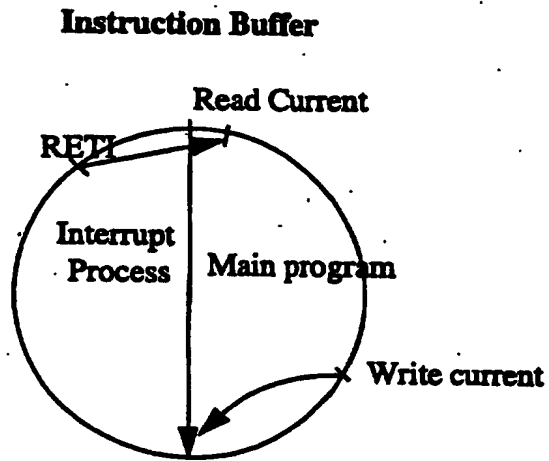 Instruction Buffer
Read Current
RETI
Interrupt
Process
Main program
Write current